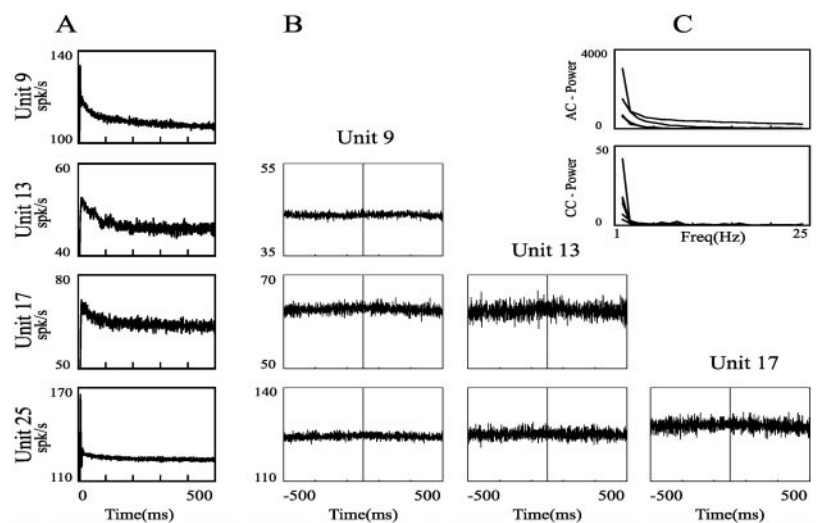 A B C
140
Unit 9
spk/s
100
4000
AC - Power
0
Unit 9
60
Unit 13
spk/s
40
55
35
50
CC - Power
0
1 Freq(Hz) 25
Unit 13
80
Unit 17
spk/s
50
70
50
Unit 17
170
Unit 25
spk/s
110
140
110
0 500
Time(ms)
-500 500
Time(ms)
-500 500
Time(ms)
-500 500
Time(ms)